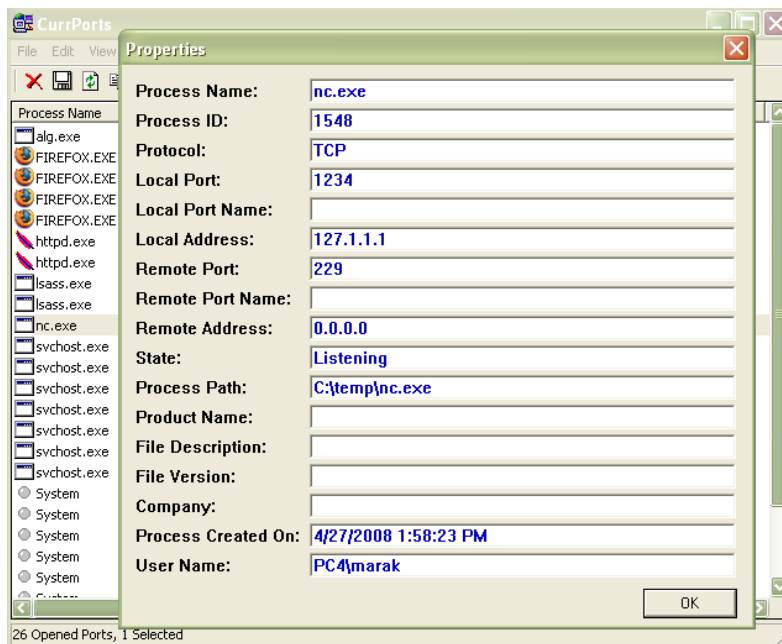 CurrPorts
File Edit View
Properties
Process Name
alg.exe
FIREFOX.EXE
FIREFOX.EXE
FIREFOX.EXE
FIREFOX.EXE
httpd.exe
httpd.exe
lsass.exe
lsass.exe
nc.exe
svchost.exe
svchost.exe
svchost.exe
svchost.exe
svchost.exe
svchost.exe
svchost.exe
System
System
System
System
System
Process Name: nc.exe
Process ID: 1548
Protocol: TCP
Local Port: 1234
Local Port Name:
Local Address: 127.1.1.1
Remote Port: 229
Remote Port Name:
Remote Address: 0.0.0.0
State: Listening
Process Path: C:\temp\nc.exe
Product Name:
File Description:
File Version:
Company:
Process Created On: 4/27/2008 1:58:23 PM
User Name: PC4\marak
OK
26 Opened Ports, 1 Selected